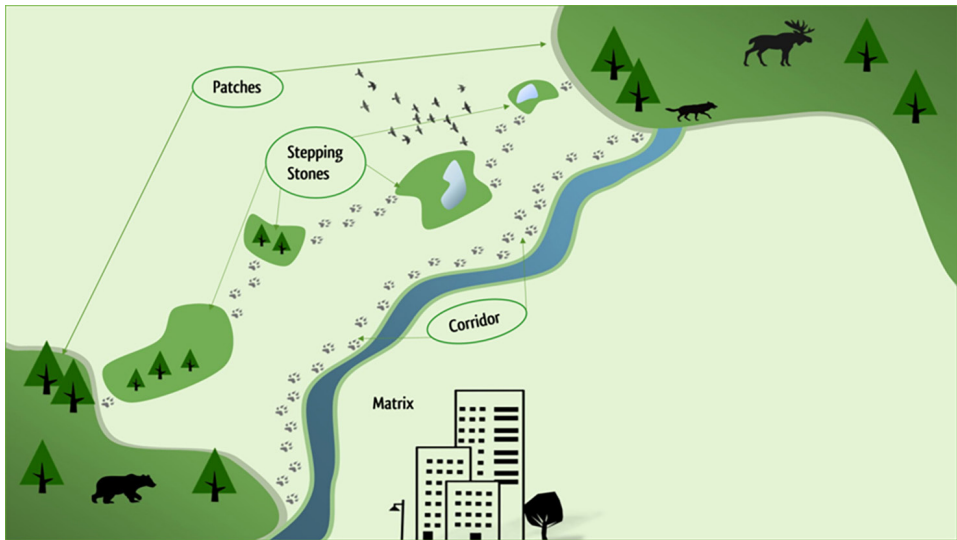 Patches
Stepping
Stones
Corridor
Matrix